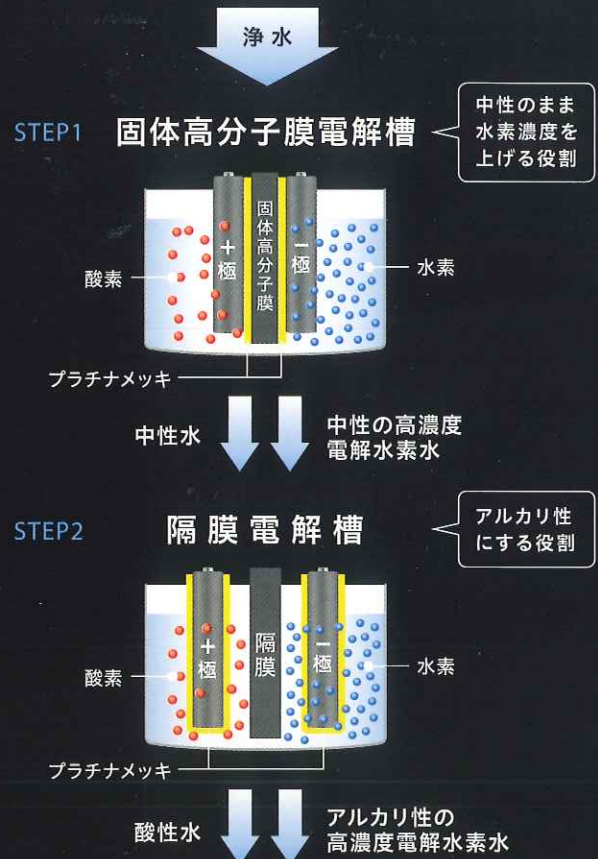 浄水
STEP1
固体高分子膜電解槽
中性のまま
水素濃度を
上げる役割
酸素
＋極
固体高分子膜
－極
水素
プラチナメッキ
中性水
中性の高濃度
電解水素水
STEP2
隔膜電解槽
アルカリ性
にする役割
酸素
＋極
隔膜
－極
水素
プラチナメッキ
酸性水
アルカリ性の
高濃度電解水素水